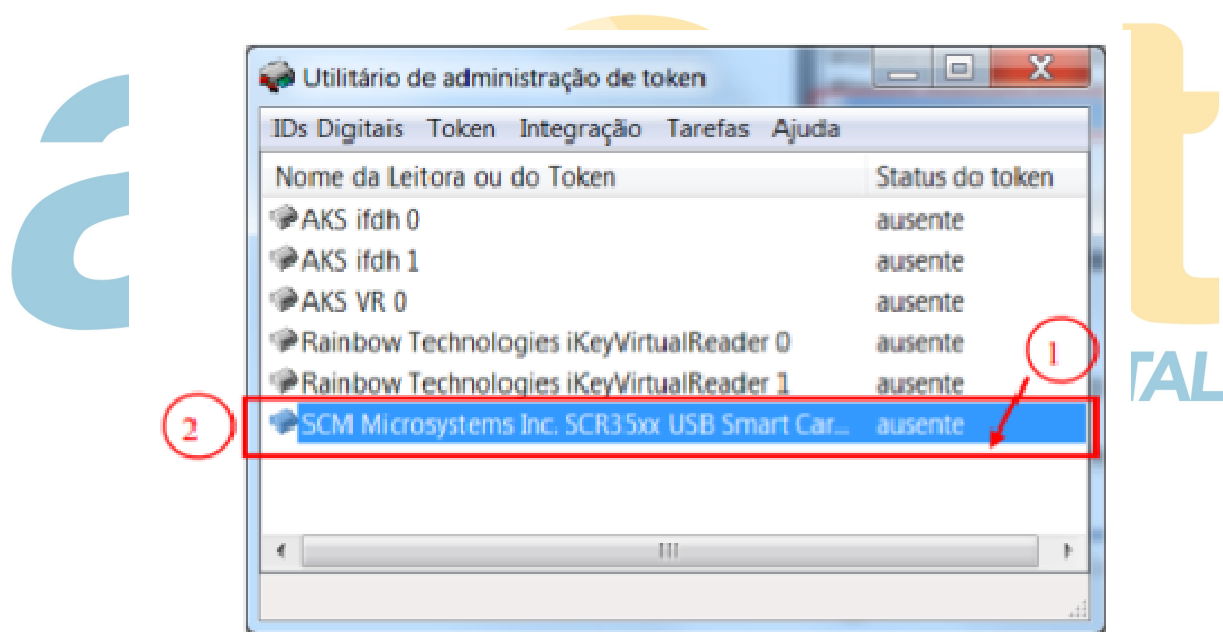 Utilitário de administração de token
IDs Digitais Token Integração Tarefas Ajuda
Nome da Leitora ou do Token Status do token
AKS ifdh 0 ausente
AKS ifdh 1 ausente
AKS VR 0 ausente
Rainbow Technologies iKeyVirtualReader 0 ausente
1
Rainbow Technologies iKeyVirtualReader 1 ausente
TAL
2
SCM Microsystems Inc. SCR35xx USB Smart Car... ausente